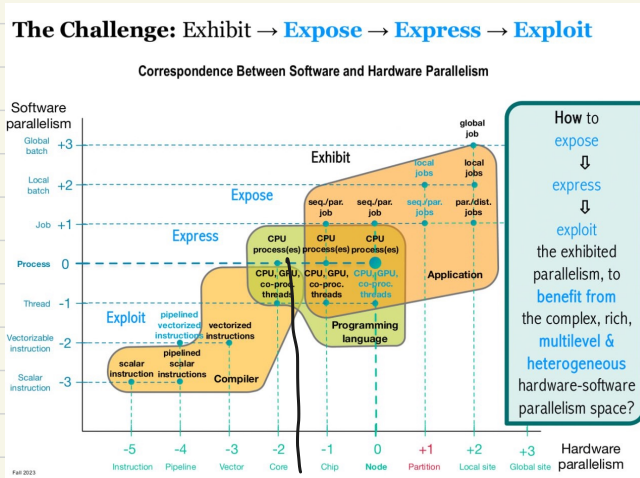 The Challenge: Exhibit → Expose → Express → Exploit
Correspondence Between Software and Hardware Parallelism
Software
parallelism
Global
batch
+3
Local
batch
+2
Job +1
Process 0
Thread -1
Vectorizable
instruction
-2
Scalar
instruction
-3
Exhibit
Expose
Express
Exploit
global
job
local
jobs
local
jobs
seq./par.
job
seq./par.
job
seq./par.
jobs
par./dist.
jobs
CPU
process(es)
CPU
process(es)
CPU
process(es)
CPU, GPU,
co-proc.
threads
CPU, GPU,
co-proc.
threads
CPU, GPU,
co-proc.
threads
Application
Programming
language
pipelined
vectorized
instructions
vectorized
instructions
scalar
instruction
pipelined
scalar
instructions
Compiler
-5 -4 -3 -2 -1 0 +1 +2 +3
Instruction Pipeline Vector Core Chip Node Partition Local site Global site
Hardware
parallelism
How to
expose
⇩
express
⇩
exploit
the exhibited
parallelism, to
benefit from
the complex, rich,
multilevel &
heterogeneous
hardware-software
parallelism space?
Fall 2023